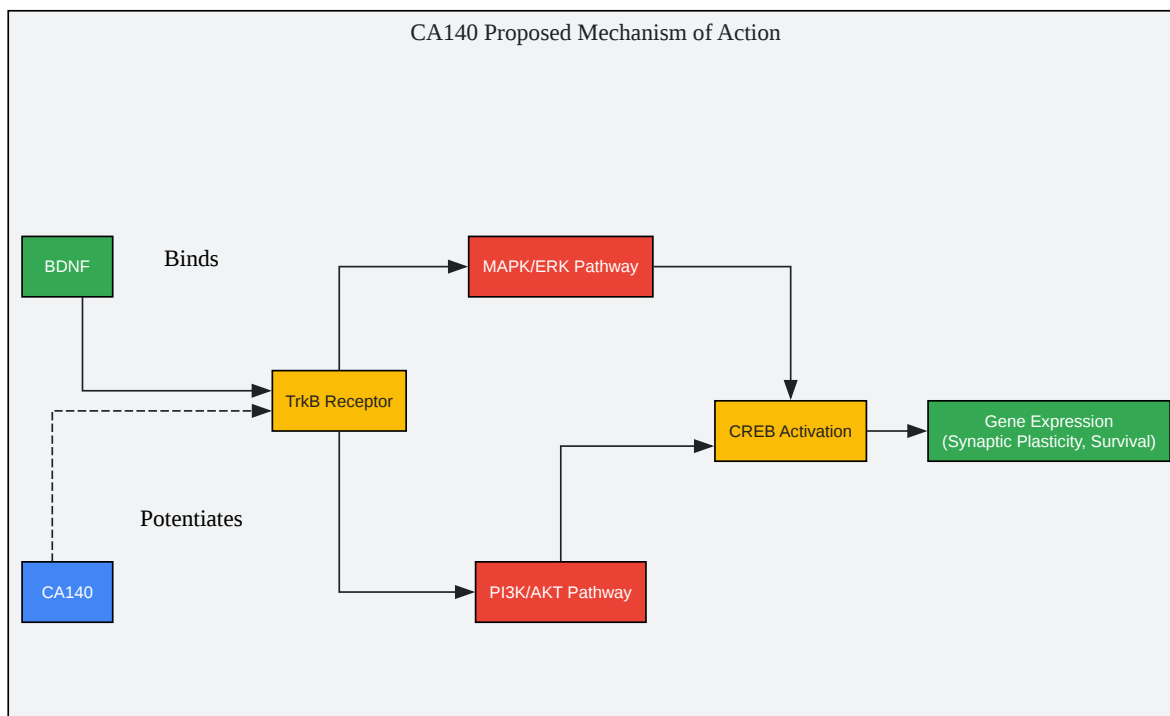 CA140 Proposed Mechanism of Action
BDNF
Binds
MAPK/ERK Pathway
TrkB Receptor
CREB Activation
Gene Expression
(Synaptic Plasticity, Survival)
Potentiates
CA140
PI3K/AKT Pathway